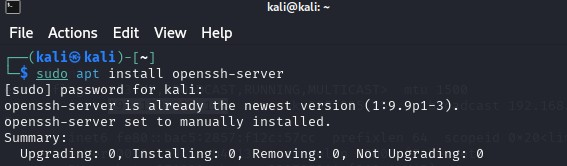 kali@kali: ~
File Actions Edit View Help
┌──(kali㉿kali)-[~]
└─$ sudo apt install openssh-server
[sudo] password for kali:
openssh-server is already the newest version (1:9.9p1-3).
openssh-server set to manually installed.
Summary:
  Upgrading: 0, Installing: 0, Removing: 0, Not Upgrading: 0